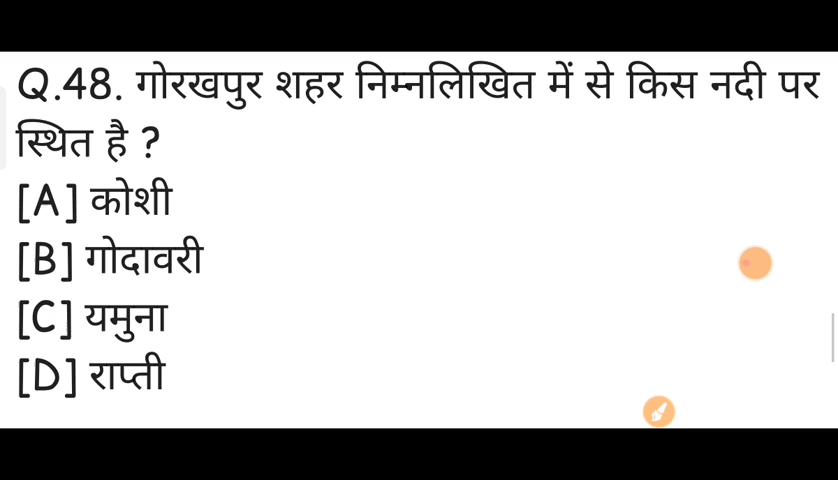 Q.48. गोरखपुर शहर निम्नलिखित में से किस नदी पर
स्थित है ?
[A] कोशी
[B] गोदावरी
[C] यमुना
[D] राप्ती